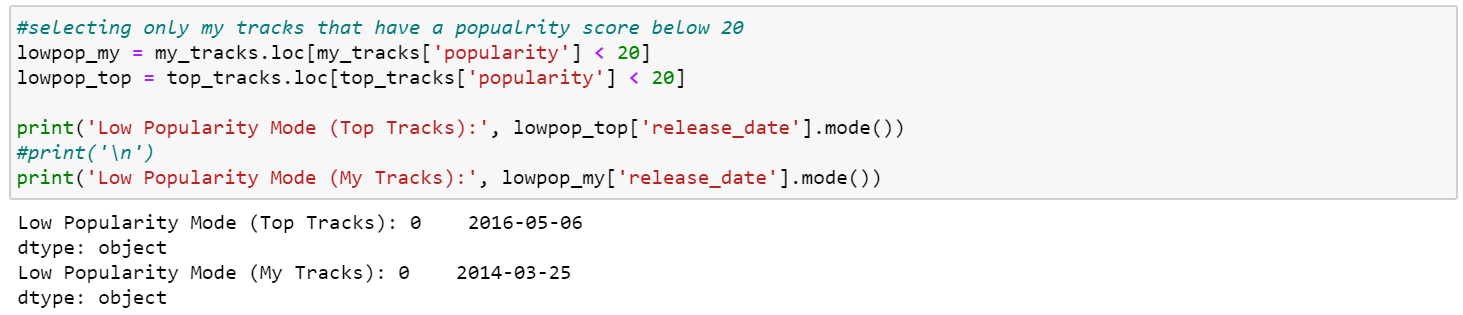 #selecting only my tracks that have a popualrity score below 20
lowpop_my = my_tracks.loc[my_tracks['popularity'] < 20]
lowpop_top = top_tracks.loc[top_tracks['popularity'] < 20]
print('Low Popularity Mode (Top Tracks):', lowpop_top['release_date'].mode())
#print('\n')
print('Low Popularity Mode (My Tracks):', lowpop_my['release_date'].mode())
Low Popularity Mode (Top Tracks): 0    2016-05-06
dtype: object
Low Popularity Mode (My Tracks): 0    2014-03-25
dtype: object